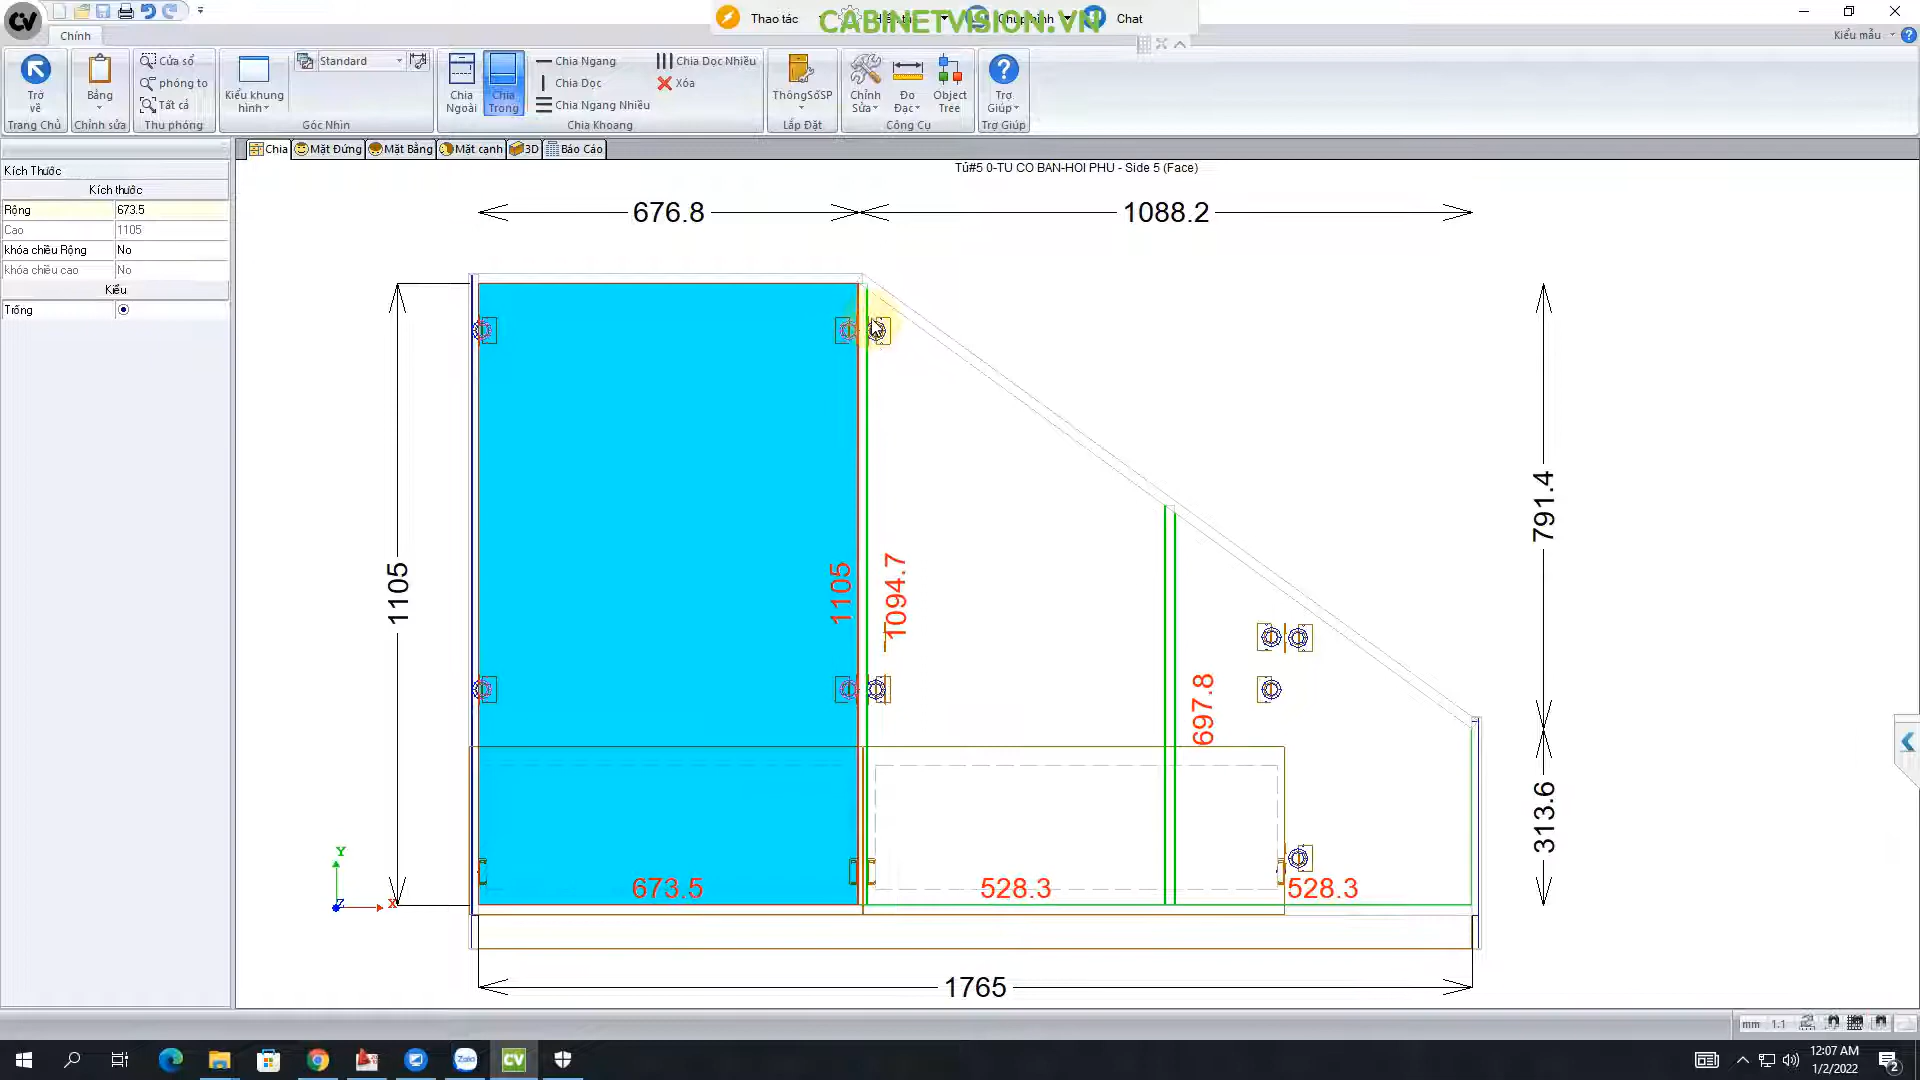 Thao tác
CABINETVISION.VN
Chụp hình
Chat
Chính
Kiểu mẫu
Trở về
Trang Chủ
Bảng
Chỉnh sửa
Cửa sổ
phóng to
Tất cả
Thu phóng
Kiểu khung hình
Standard
Góc Nhìn
Chia Ngoài
Chia Trong
Chia Ngang
Chia Dọc
Chia Ngang Nhiều
Chia Dọc Nhiều
Xóa
Chia Khoang
ThôngSốSP
Lắp Đặt
Chỉnh Sửa
Đo Đạc
Object Tree
Công Cụ
Trợ Giúp
Trợ Giúp
Chia
Mặt Đứng
Mặt Bằng
Mặt cạnh
3D
Báo Cáo
Kích Thước
Kích thước
Rộng 673.5
Cao 1105
khóa chiều Rộng No
khóa chiều cao No
Kiểu
Trống
Tủ#5 0-TU CO BAN-HOI PHU - Side 5 (Face)
676.8
1088.2
1105
1105
1094.7
697.8
791.4
313.6
673.5
528.3
528.3
1765
Y
Z
X
mm 1:1
Zalo
CV
12:07 AM
1/2/2022
2